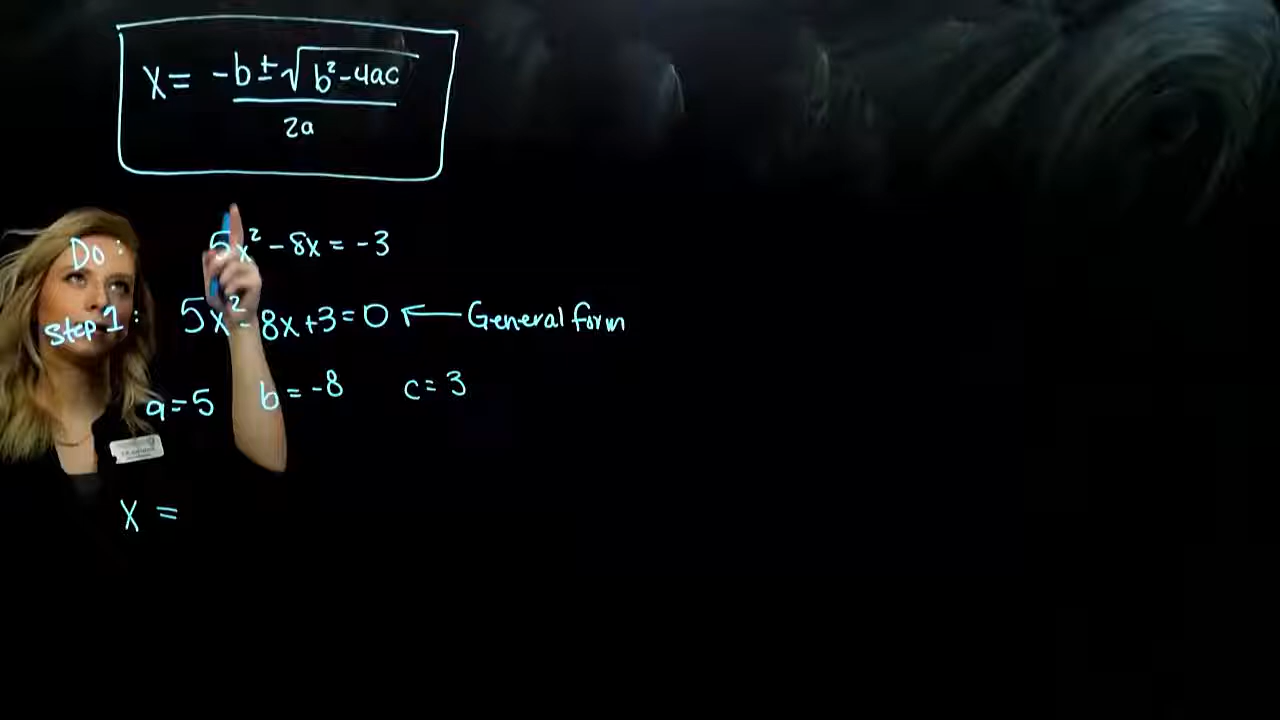 x = -b ± √b² - 4ac
2a
Do: 5x² - 8x = -3
Step 1: 5x² - 8x + 3 = 0 ← General form
a = 5 b = -8 c = 3
x =